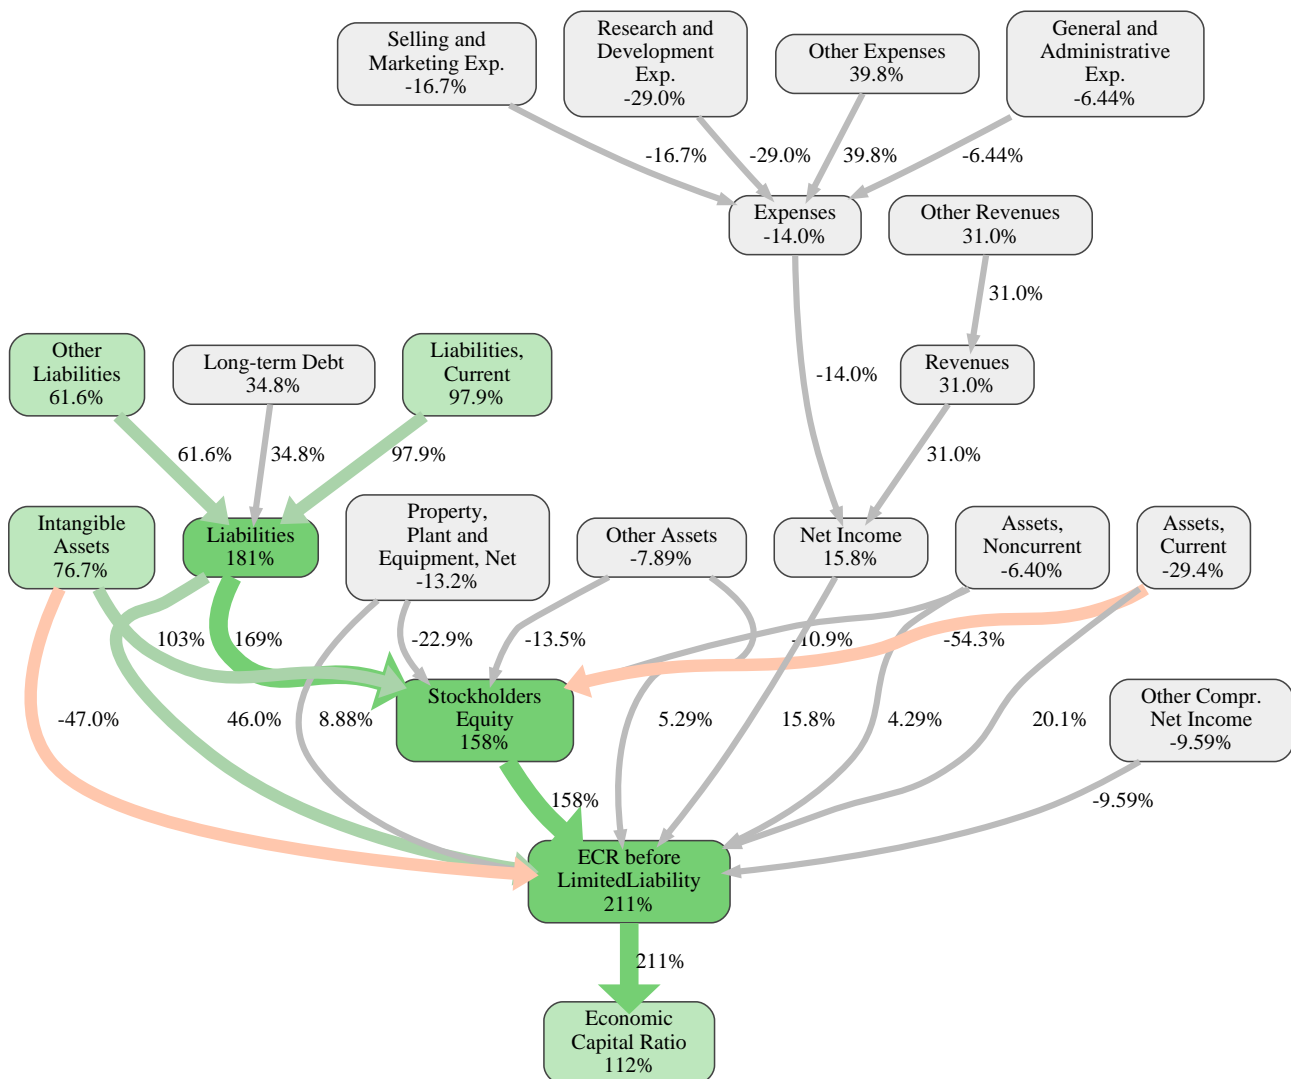 Selling and
Marketing Exp.
-16.7%
Research and
Development
Exp.
-29.0%
Other Expenses
39.8%
General and
Administrative
Exp.
-6.44%
-16.7%
-29.0%
39.8%
-6.44%
Expenses
-14.0%
Other Revenues
31.0%
31.0%
Other
Liabilities
61.6%
Long-term Debt
34.8%
Liabilities,
Current
97.9%
-14.0%
Revenues
31.0%
61.6%
34.8%
97.9%
31.0%
Intangible
Assets
76.7%
Liabilities
181%
Property,
Plant and
Equipment, Net
-13.2%
Other Assets
-7.89%
Net Income
15.8%
Assets,
Noncurrent
-6.40%
Assets,
Current
-29.4%
103%
169%
-22.9%
-13.5%
-10.9%
-54.3%
Stockholders
Equity
158%
-47.0%
46.0%
8.88%
5.29%
15.8%
4.29%
20.1%
Other Compr.
Net Income
-9.59%
158%
-9.59%
ECR before
LimitedLiability
211%
211%
Economic
Capital Ratio
112%